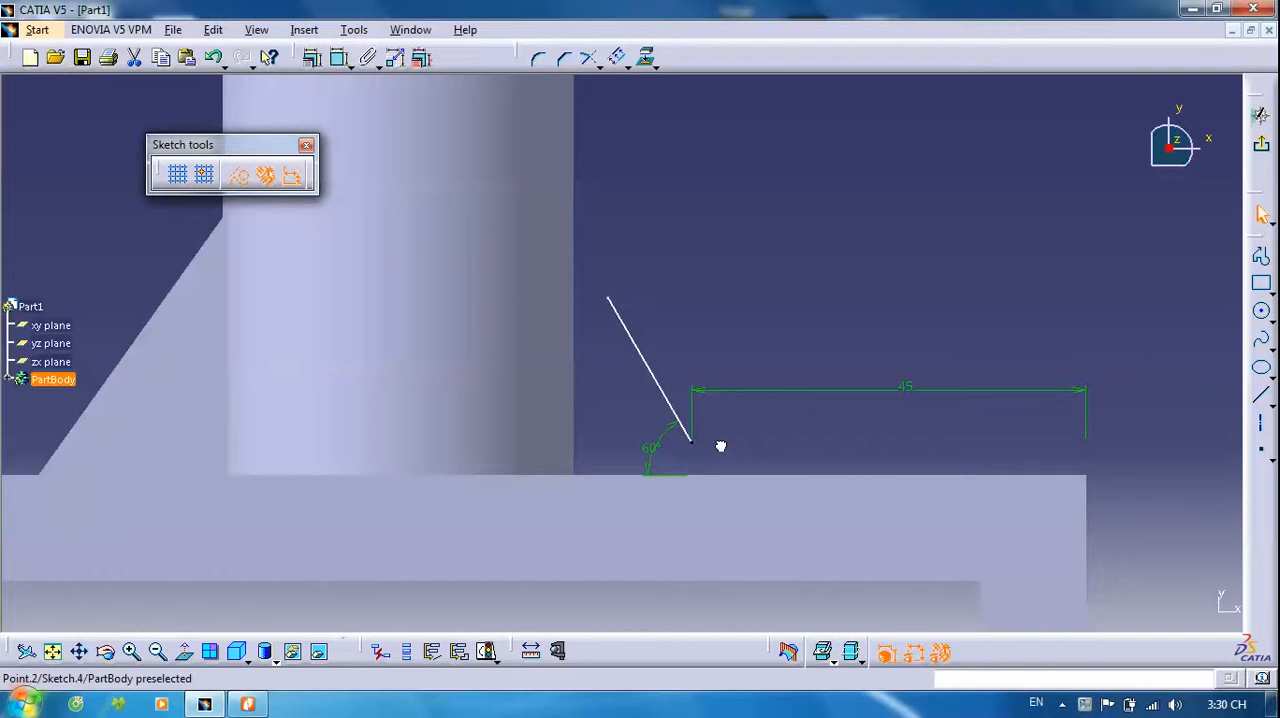 CATIA V5 - [Part1]
Start ENOVIA V5 VPM File Edit View Insert Tools Window Help
Sketch tools
y
x
z
Part1
xy plane
yz plane
zx plane
PartBody
45
60°
y
x
CATIA
Point.2/Sketch.4/PartBody preselected
EN 3:30 CH